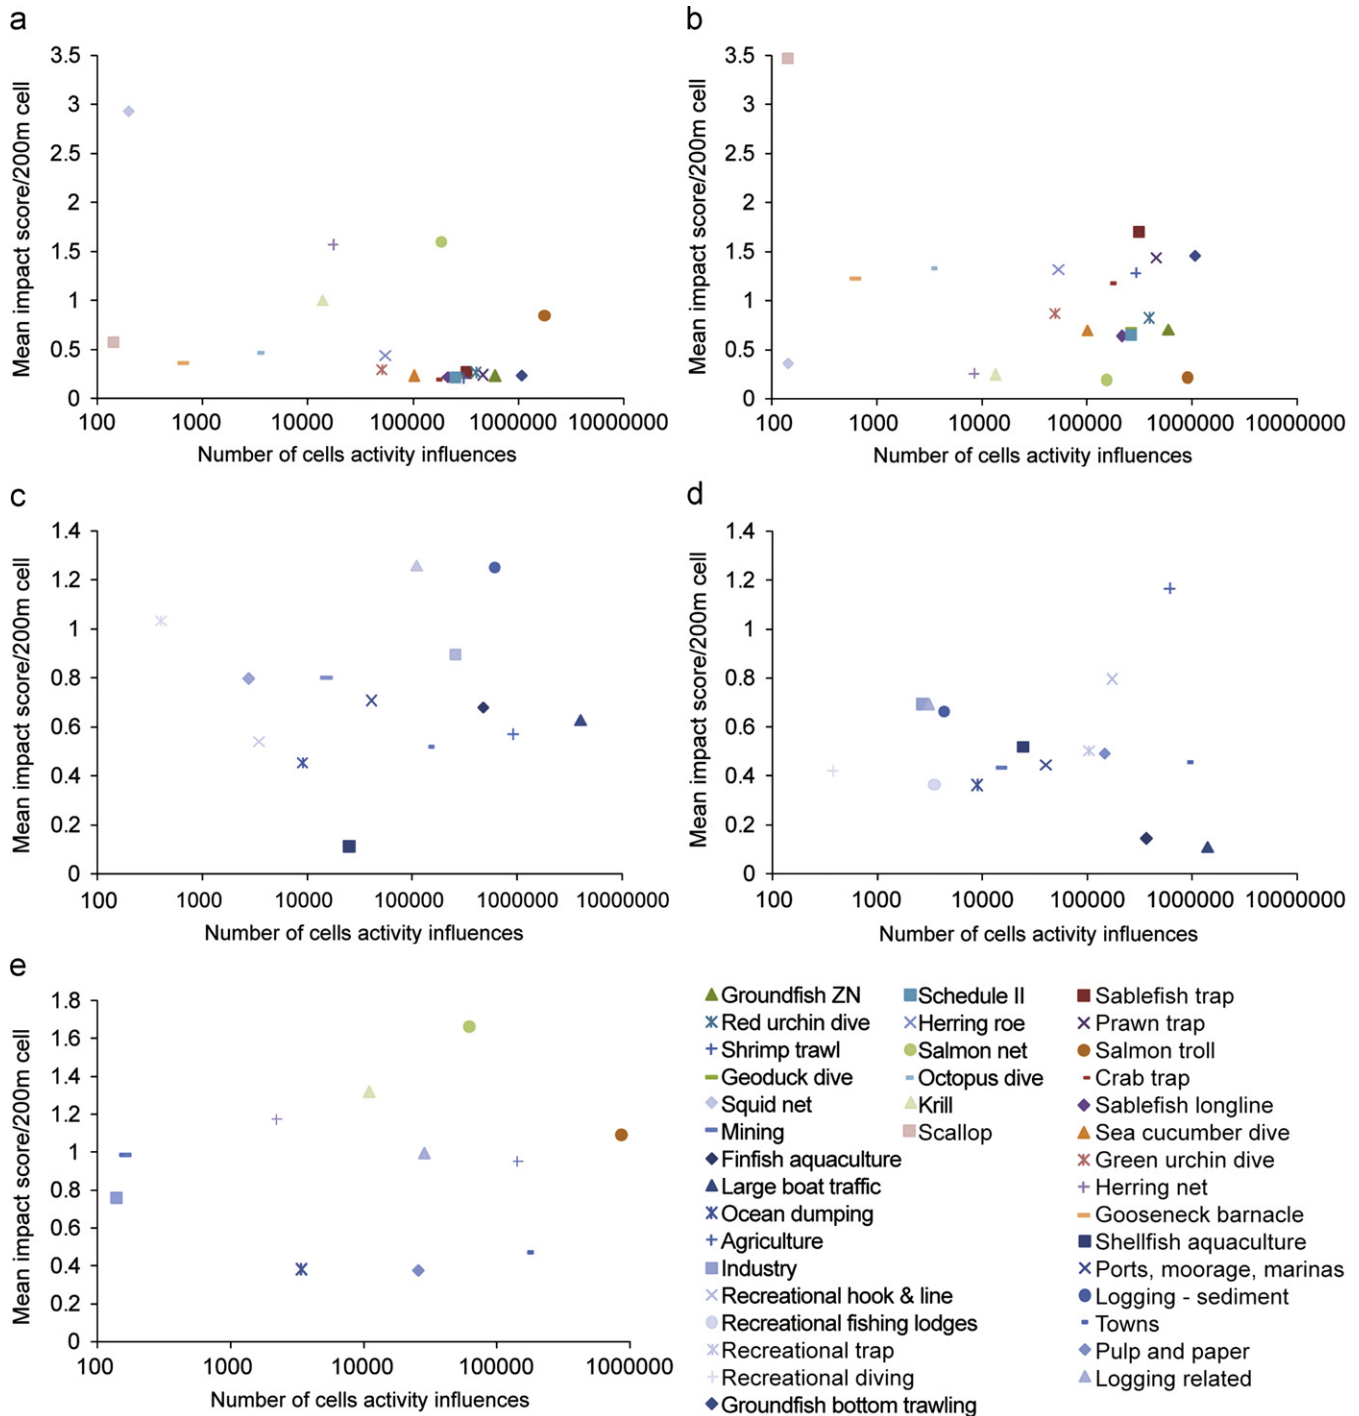 a
3.5
3
2.5
2
1.5
1
0.5
0
100 1000 10000 100000 1000000 10000000
Mean impact score/200m cell
Number of cells activity influences
b
3.5
3
2.5
2
1.5
1
0.5
0
100 1000 10000 100000 1000000 10000000
Mean impact score/200m cell
Number of cells activity influences
c
1.4
1.2
1
0.8
0.6
0.4
0.2
0
100 1000 10000 100000 1000000 10000000
Mean impact score/200m cell
Number of cells activity influences
d
1.4
1.2
1
0.8
0.6
0.4
0.2
0
100 1000 10000 100000 1000000 10000000
Mean impact score/200m cell
Number of cells activity influences
e
1.8
1.6
1.4
1.2
1
0.8
0.6
0.4
0.2
0
100 1000 10000 100000 1000000
Mean impact score/200m cell
Number of cells activity influences
Groundfish ZN
Red urchin dive
Shrimp trawl
Geoduck dive
Squid net
Mining
Finfish aquaculture
Large boat traffic
Ocean dumping
Agriculture
Industry
Recreational hook & line
Recreational fishing lodges
Recreational trap
Recreational diving
Groundfish bottom trawling
Schedule II
Herring roe
Salmon net
Octopus dive
Krill
Scallop
Sablefish trap
Prawn trap
Salmon troll
Crab trap
Sablefish longline
Sea cucumber dive
Green urchin dive
Herring net
Gooseneck barnacle
Shellfish aquaculture
Ports, moorage, marinas
Logging - sediment
Towns
Pulp and paper
Logging related